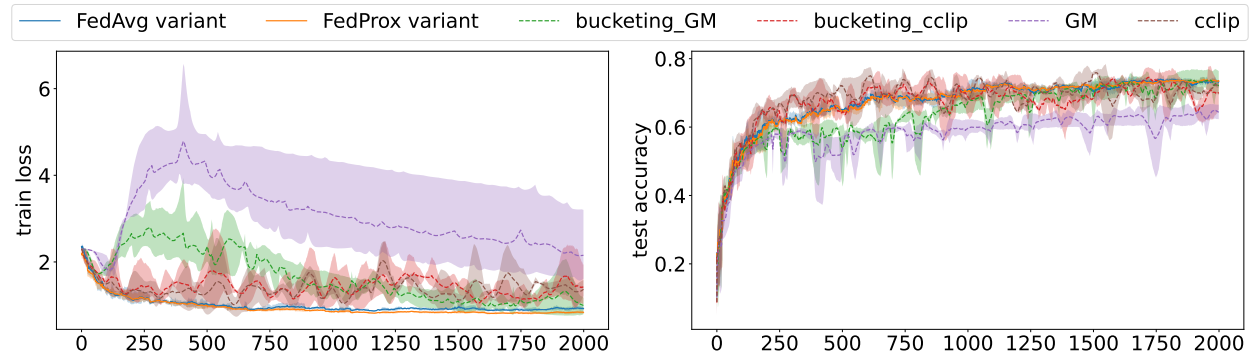 FedAvg variant FedProx variant bucketing_GM bucketing_cclip GM cclip
train loss
6
4
2
0 250 500 750 1000 1250 1500 1750 2000
test accuracy
0.8
0.6
0.4
0.2
0 250 500 750 1000 1250 1500 1750 2000